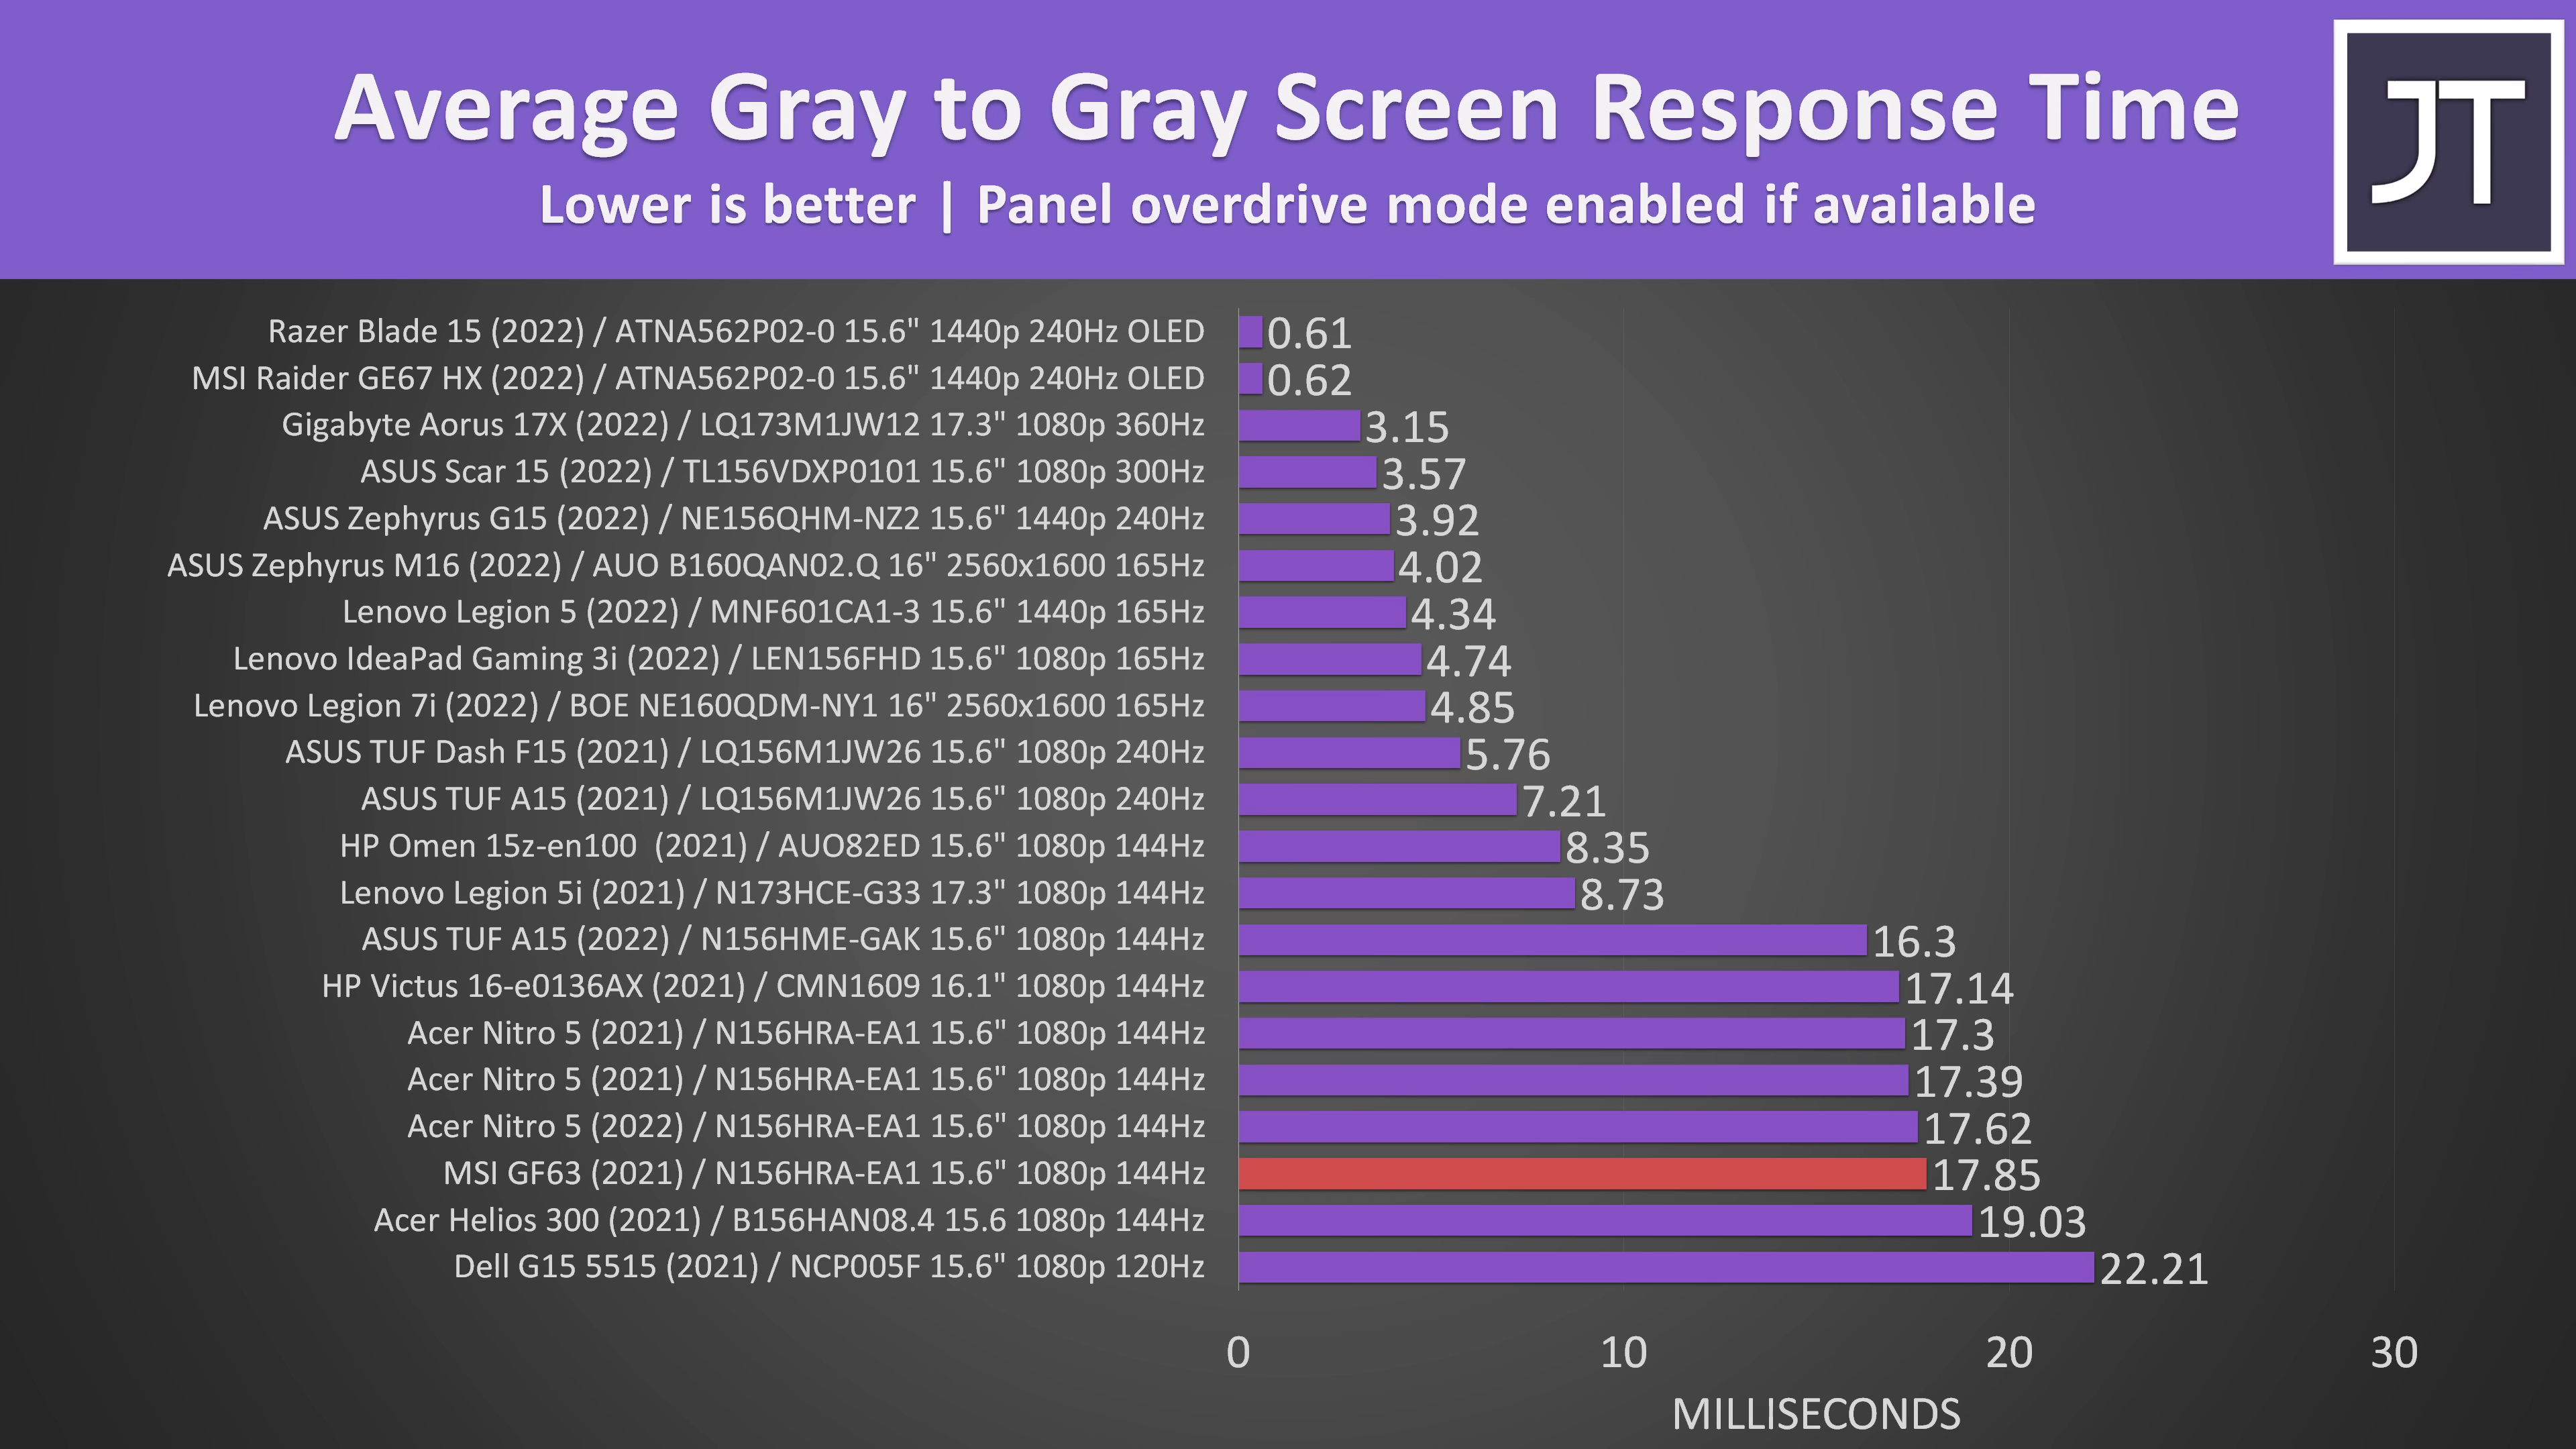 Average Gray to Gray Screen Response Time
JT
Lower is better | Panel overdrive mode enabled if available
Razer Blade 15 (2022) / ATNA562P02-0 15.6" 1440p 240Hz OLED 0.61
MSI Raider GE67 HX (2022) / ATNA562P02-0 15.6" 1440p 240Hz OLED 0.62
Gigabyte Aorus 17X (2022) / LQ173M1JW12 17.3" 1080p 360Hz 3.15
ASUS Scar 15 (2022) / TL156VDXP0101 15.6" 1080p 300Hz 3.57
ASUS Zephyrus G15 (2022) / NE156QHM-NZ2 15.6" 1440p 240Hz 3.92
ASUS Zephyrus M16 (2022) / AUO B160QAN02.Q 16" 2560x1600 165Hz 4.02
Lenovo Legion 5 (2022) / MNF601CA1-3 15.6" 1440p 165Hz 4.34
Lenovo IdeaPad Gaming 3i (2022) / LEN156FHD 15.6" 1080p 165Hz 4.74
Lenovo Legion 7i (2022) / BOE NE160QDM-NY1 16" 2560x1600 165Hz 4.85
ASUS TUF Dash F15 (2021) / LQ156M1JW26 15.6" 1080p 240Hz 5.76
ASUS TUF A15 (2021) / LQ156M1JW26 15.6" 1080p 240Hz 7.21
HP Omen 15z-en100 (2021) / AUO82ED 15.6" 1080p 144Hz 8.35
Lenovo Legion 5i (2021) / N173HCE-G33 17.3" 1080p 144Hz 8.73
ASUS TUF A15 (2022) / N156HME-GAK 15.6" 1080p 144Hz 16.3
HP Victus 16-e0136AX (2021) / CMN1609 16.1" 1080p 144Hz 17.14
Acer Nitro 5 (2021) / N156HRA-EA1 15.6" 1080p 144Hz 17.3
Acer Nitro 5 (2021) / N156HRA-EA1 15.6" 1080p 144Hz 17.39
Acer Nitro 5 (2022) / N156HRA-EA1 15.6" 1080p 144Hz 17.62
MSI GF63 (2021) / N156HRA-EA1 15.6" 1080p 144Hz 17.85
Acer Helios 300 (2021) / B156HAN08.4 15.6 1080p 144Hz 19.03
Dell G15 5515 (2021) / NCP005F 15.6" 1080p 120Hz 22.21
0 10 20 30
MILLISECONDS